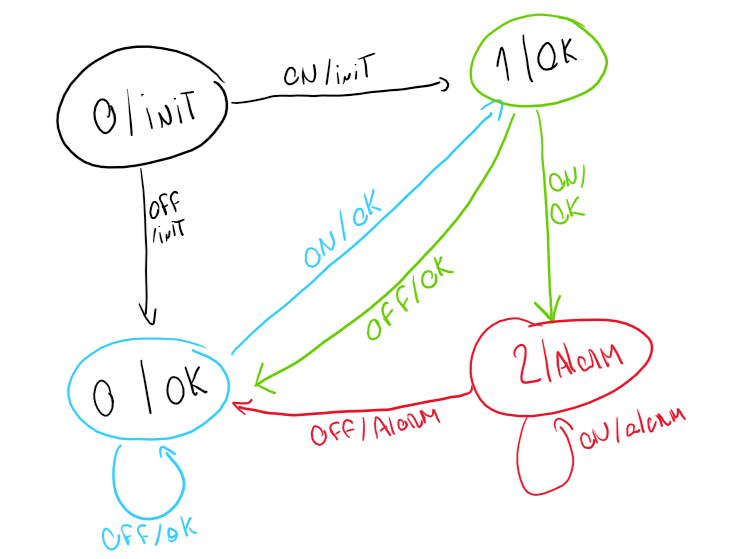 1/OK
ON/iniT
0/iniT
ON/
OK
OFF
/iniT
ON/OK
OFF/OK
2/AlaRM
0/OK
OFF/AlaRM
ON/alaRM
OFF/OK